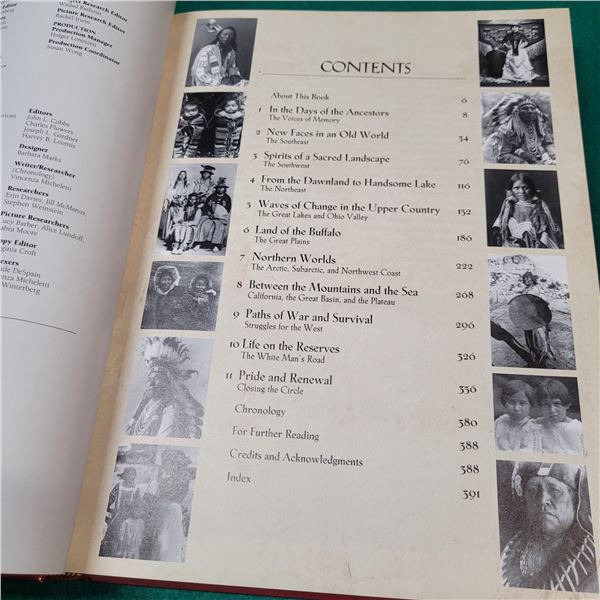 Research Editor
Wadad Bashour
Picture Research Editor
Rachel Irwin
PRODUCTION
Production Manager
Holger Lorenzen
Production Coordinator
Susan Wong
Editors
John L. Cobbs
Charles Flowers
Joseph L. Gardner
Harvey B. Loomis
Designer
Barbara Marks
Writer/Researcher
(Chronology)
Vincenza Micheletti
Researchers
Erin Davies, Jill McManus,
Stephen Weinstein
Picture Researchers
Lucy Barber, Alice Lundoff,
Moore
Editor
Croft
DeSpain
Micheletti
Winterberg
CONTENTS
About This Book 6
1 In the Days of the Ancestors 8
The Voices of Memory
2 New Faces in an Old World 34
The Southeast
3 Spirits of a Sacred Landscape 76
The Southwest
4 From the Dawnland to Handsome Lake 116
The Northeast
5 Waves of Change in the Upper Country 152
The Great Lakes and Ohio Valley
6 Land of the Buffalo 186
The Great Plains
7 Northern Worlds 222
The Arctic, Subarctic, and Northwest Coast
8 Between the Mountains and the Sea 268
California, the Great Basin, and the Plateau
9 Paths of War and Survival 296
Struggles for the West
10 Life on the Reserves 326
The White Man's Road
11 Pride and Renewal 356
Closing the Circle
Chronology 380
For Further Reading 388
Credits and Acknowledgments 388
Index 391